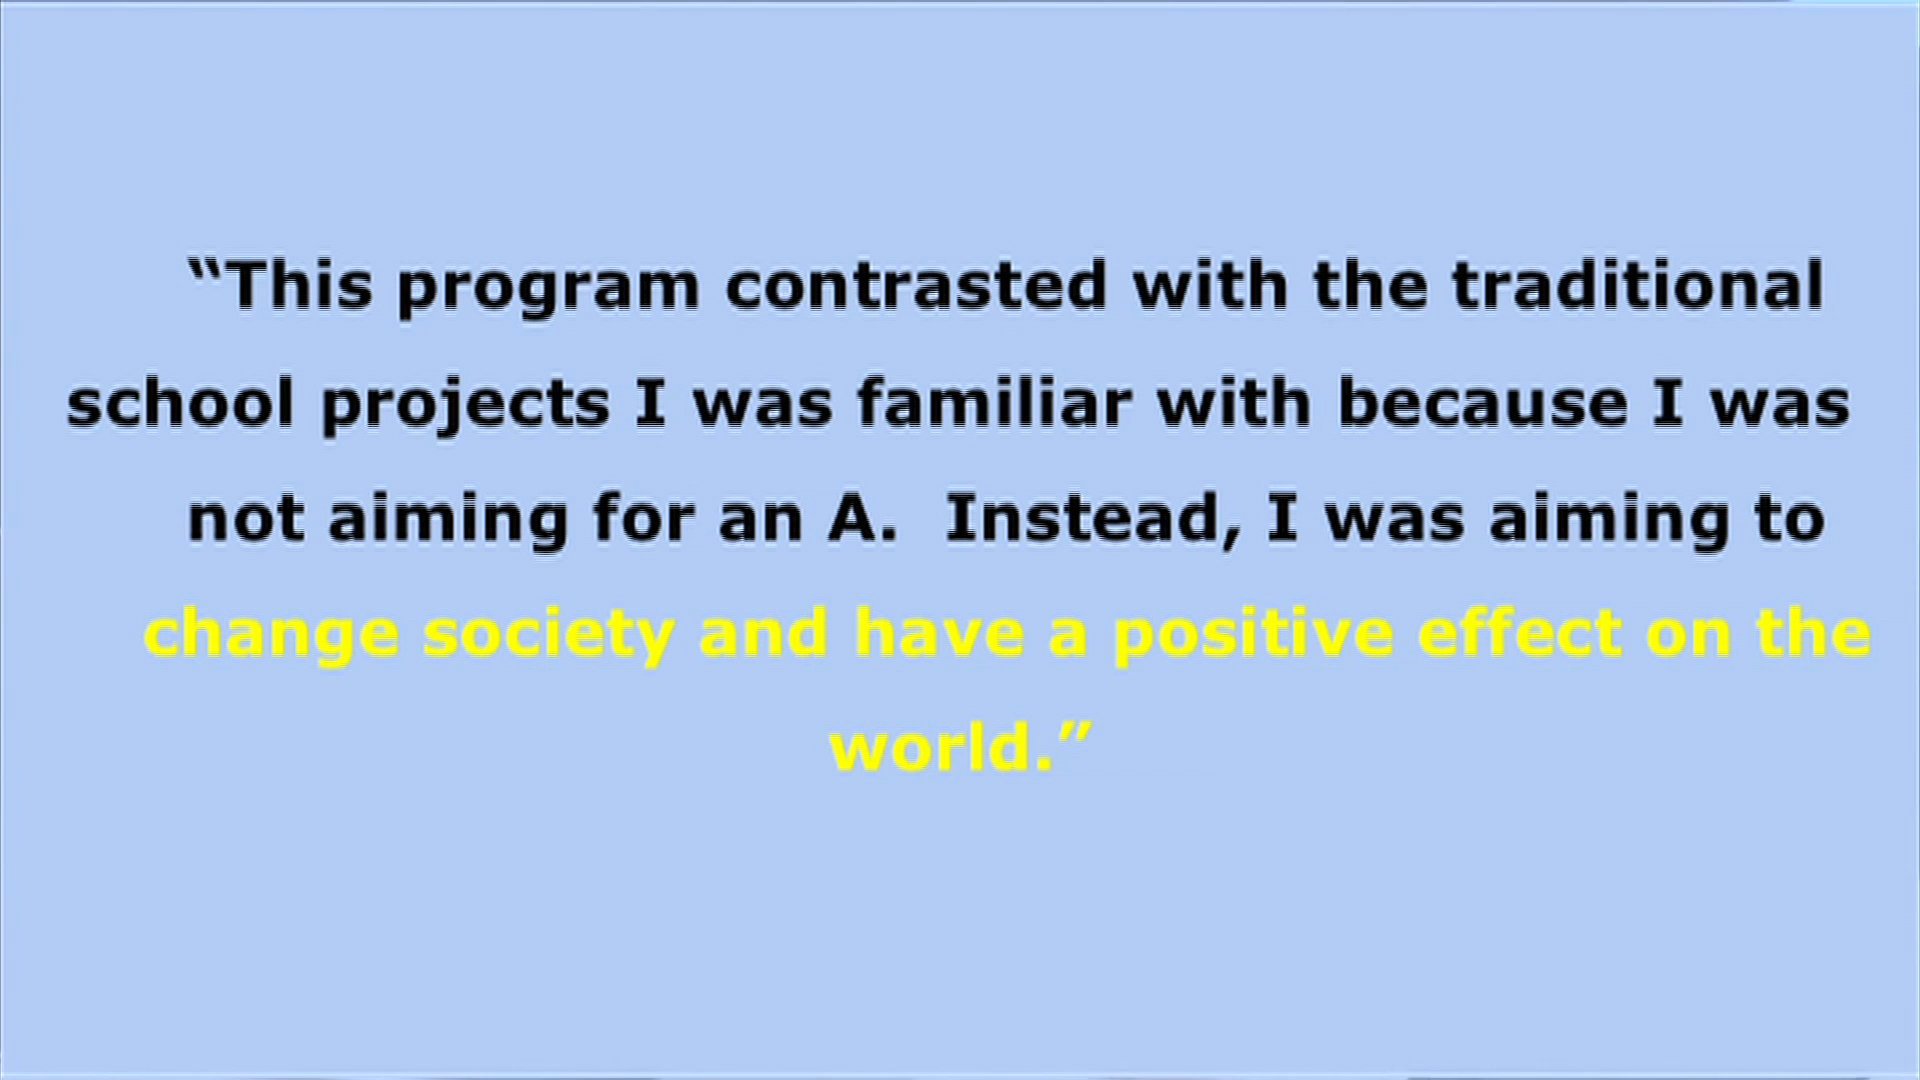 “This program contrasted with the traditional
school projects I was familiar with because I was
not aiming for an A.  Instead, I was aiming to
change society and have a positive effect on the
world.”